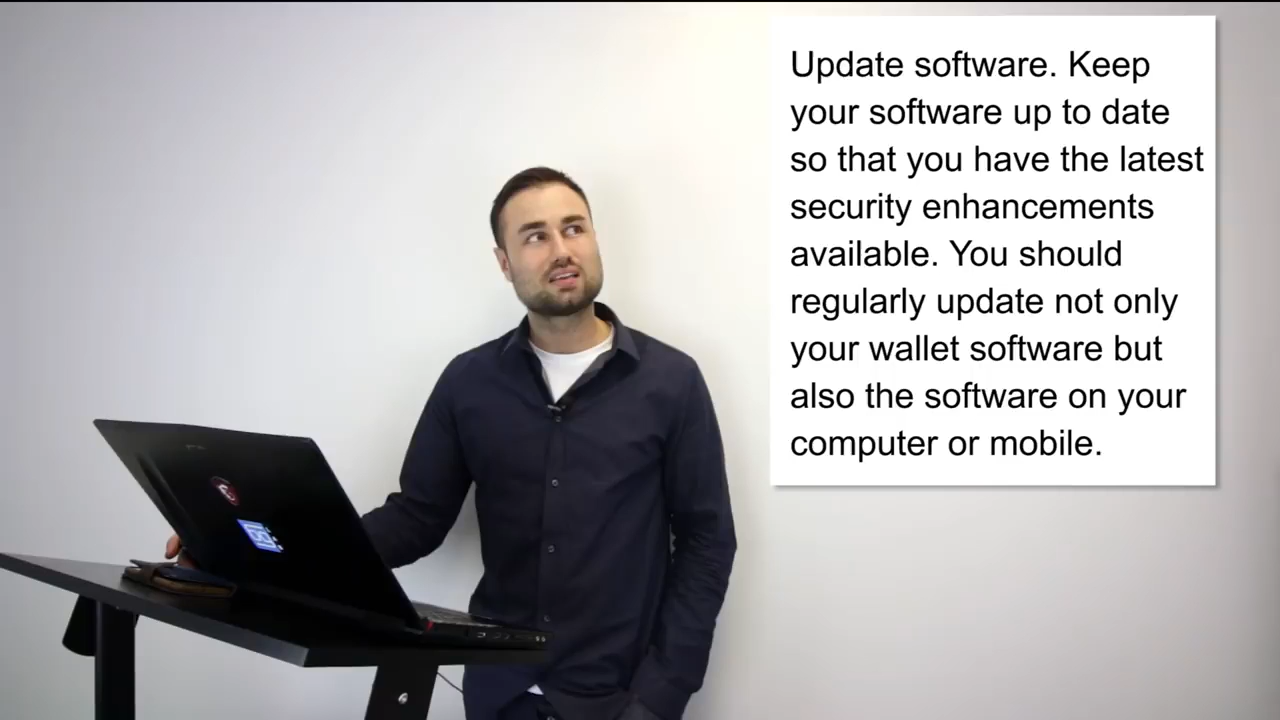 Update software. Keep
your software up to date
so that you have the latest
security enhancements
available. You should
regularly update not only
your wallet software but
also the software on your
computer or mobile.